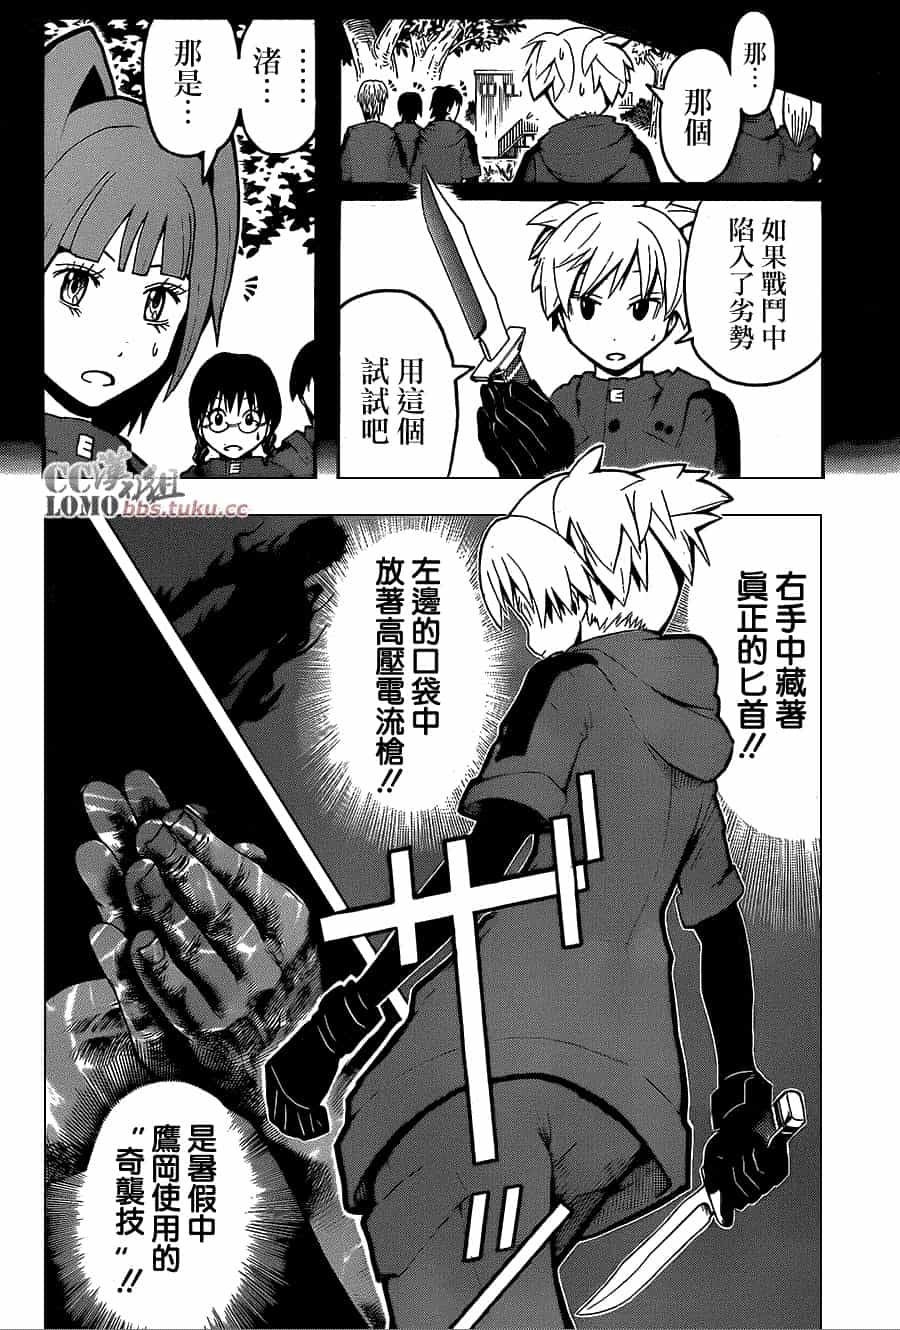 那…
那個
如果戰鬥中
陷入了劣勢
用這個
試試吧
……
渚…
那是…
E
E
E
CC漢化組
LOMO
bbs.tuku.cc
右手中藏著
真正的匕首!!
左邊的口袋中
放著高壓電流槍!!
サ
是暑假中
鷹岡使用的
“奇襲技”!!